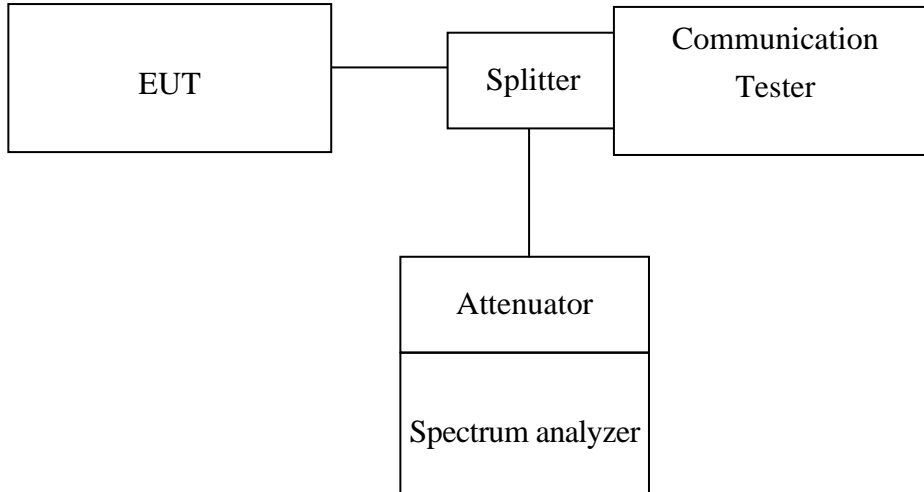 EUT
Splitter
Communication
Tester
Attenuator
Spectrum analyzer